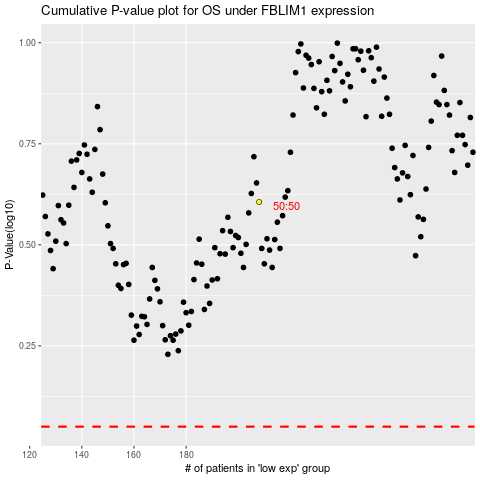 Cumulative P-value plot for OS under FBLIM1 expression
P-Value(log10)
1.00
0.75
0.50
0.25
50:50
120 140 160 180
# of patients in 'low exp' group